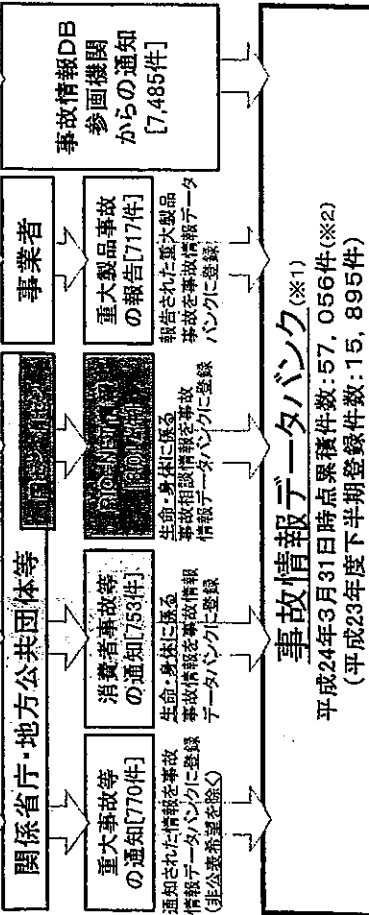 関係省庁・地方公共団体等
事業者
事故情報DB
参画機関
からの通知
[7,485件]
重大事故等
の通知[770件]
消費者事故等
の通知[753件]
重大製品事故
の報告[717件]
通知された情報を事故
情報データバンクに登録
(非公表希望を除く)
生命・身体に係る
事故情報を事故情報
データバンクに登録
生命・身体に係る
事故相談情報を事故
情報データバンクに登録
報告された重大製品
事故を事故情報データ
バンクに登録
事故情報データバンク(※1)
平成24年3月31日時点累積件数:57,056件(※2)
(平成23年度下半期登録件数:15,895件)